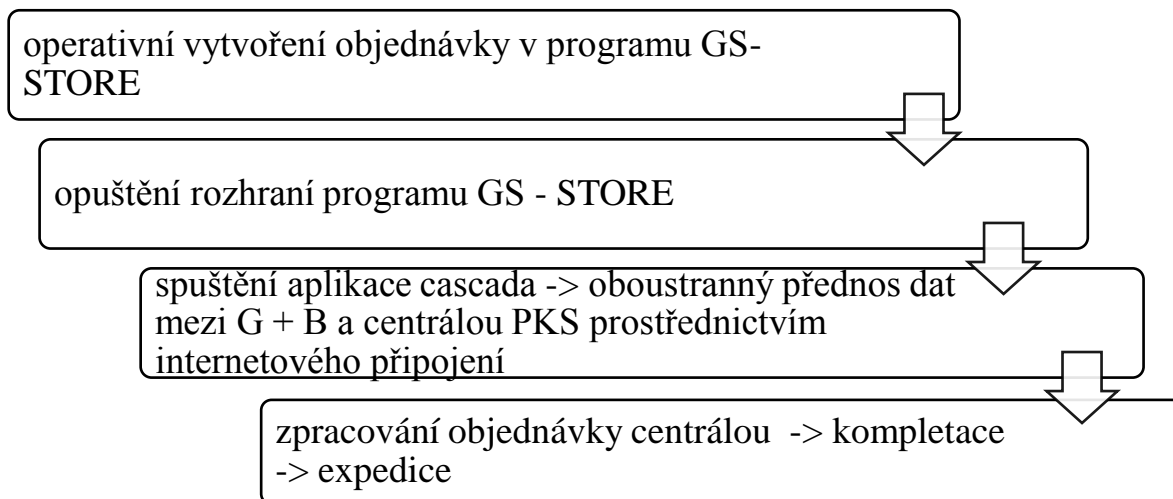 operativní vytvoření objednávky v programu GS-
STORE
opuštění rozhraní programu GS - STORE
spuštění aplikace cascada -> oboustranný přednos dat
mezi G + B a centrálou PKS prostřednictvím
internetového připojení
zpracování objednávky centrálou -> kompletace
-> expedice